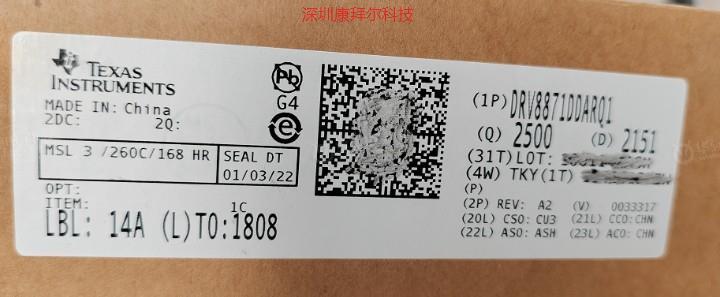 深圳康拜尔科技
TEXAS
INSTRUMENTS
MADE IN: China
2DC: 2Q:
MSL 3 /260C/168 HR
SEAL DT
01/03/22
OPT:
ITEM:
1C
LBL: 14A (L)TO:1808
Pb
G4
e
(1P) DRV8871DDARQ1
(Q) 2500 (D) 2151
(31T)LOT:
(4W) TKY(1T)
(P)
(2P) REV: A2 (V) 0033317
(20L) CSO: CU3 (21L) CCO:CHN
(22L) ASO: ASH (23L) ACO: CHN